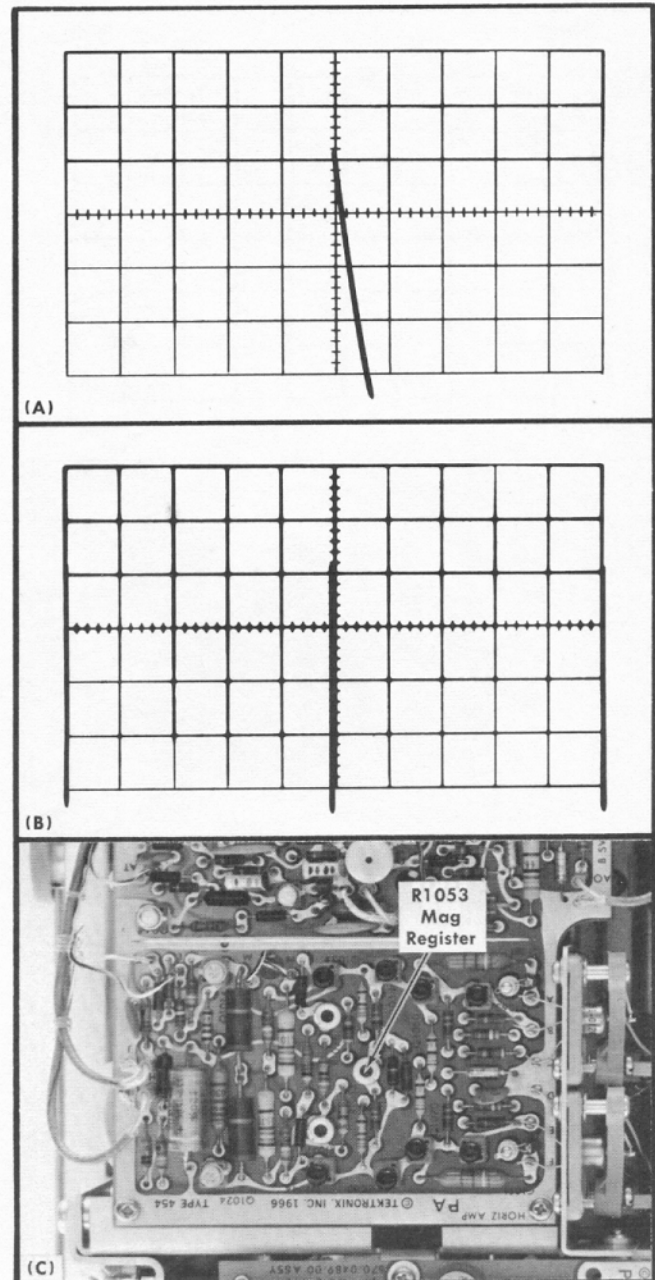 (A)
(B)
R1053
Mag
Register
Q1024 TYPE 454
© TEKTRONIX, INC. 1966
PA
HORIZ AMP
(C)